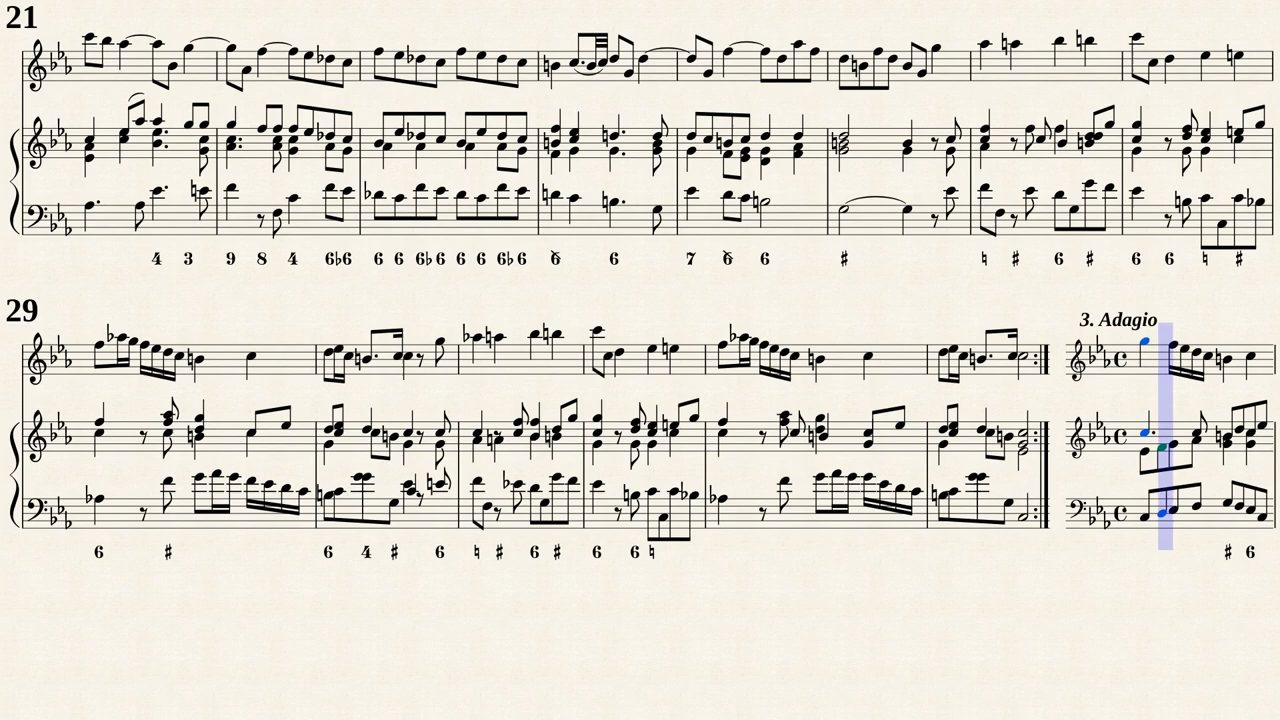 21
4 3 9 8 4 6♭6 6 6 6♭6 6 6 6♭6 6 6 7 6 6 ♯ ♮ ♯ 6 ♯ 6 6 ♮ ♯
29
3. Adagio
6 ♯ 6 4 ♯ 6 ♮ ♯ 6 ♯ 6 6 ♮ ♯ 6